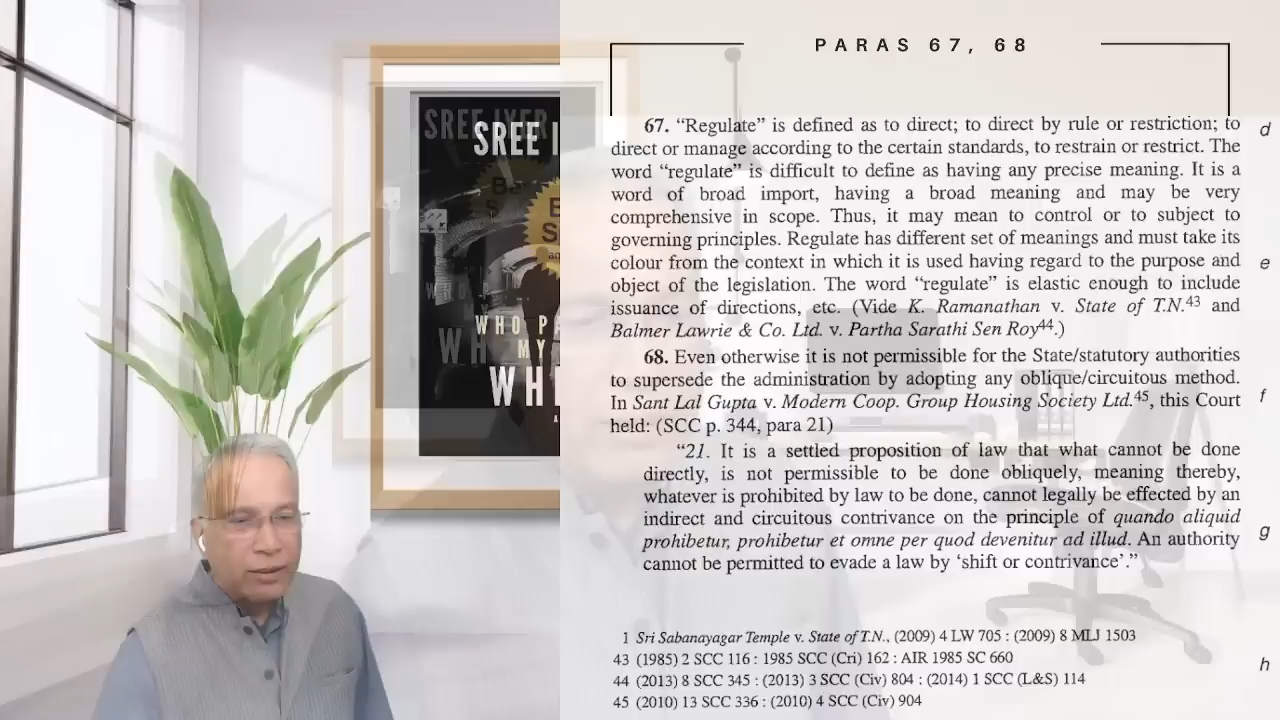 SREE IYER
SREE I
WHO PA
MY
WH
WH
PARAS 67, 68
67. “Regulate” is defined as to direct; to direct by rule or restriction; to
direct or manage according to the certain standards, to restrain or restrict. The
word “regulate” is difficult to define as having any precise meaning. It is a
word of broad import, having a broad meaning and may be very
comprehensive in scope. Thus, it may mean to control or to subject to
governing principles. Regulate has different set of meanings and must take its
colour from the context in which it is used having regard to the purpose and
object of the legislation. The word “regulate” is elastic enough to include
issuance of directions, etc. (Vide K. Ramanathan v. State of T.N.43 and
Balmer Lawrie & Co. Ltd. v. Partha Sarathi Sen Roy44.)
68. Even otherwise it is not permissible for the State/statutory authorities
to supersede the administration by adopting any oblique/circuitous method.
In Sant Lal Gupta v. Modern Coop. Group Housing Society Ltd.45, this Court
held: (SCC p. 344, para 21)
“21. It is a settled proposition of law that what cannot be done
directly, is not permissible to be done obliquely, meaning thereby,
whatever is prohibited by law to be done, cannot legally be effected by an
indirect and circuitous contrivance on the principle of quando aliquid
prohibetur, prohibetur et omne per quod devenitur ad illud. An authority
cannot be permitted to evade a law by ‘shift or contrivance’.”
1 Sri Sabanayagar Temple v. State of T.N., (2009) 4 LW 705 : (2009) 8 MLJ 1503
43 (1985) 2 SCC 116 : 1985 SCC (Cri) 162 : AIR 1985 SC 660
44 (2013) 8 SCC 345 : (2013) 3 SCC (Civ) 804 : (2014) 1 SCC (L&S) 114
45 (2010) 13 SCC 336 : (2010) 4 SCC (Civ) 904
d
e
f
g
h